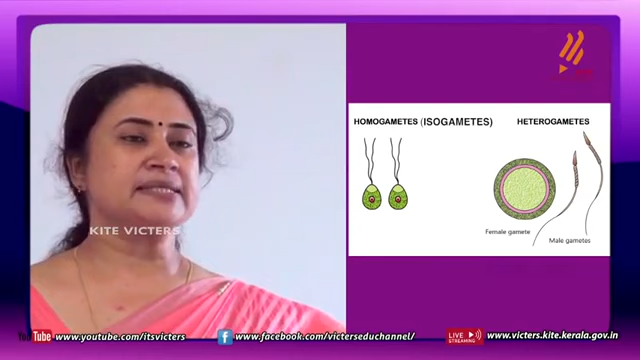 HOMOGAMETES (ISOGAMETES)
HETEROGAMETES
Female gamete
Male gametes
KITE VICTERS
YouTube www.youtube.com/itsvicters
www.facebook.com/victerseduchannel/
LIVE
STREAMING
www.victers.kite.kerala.gov.in